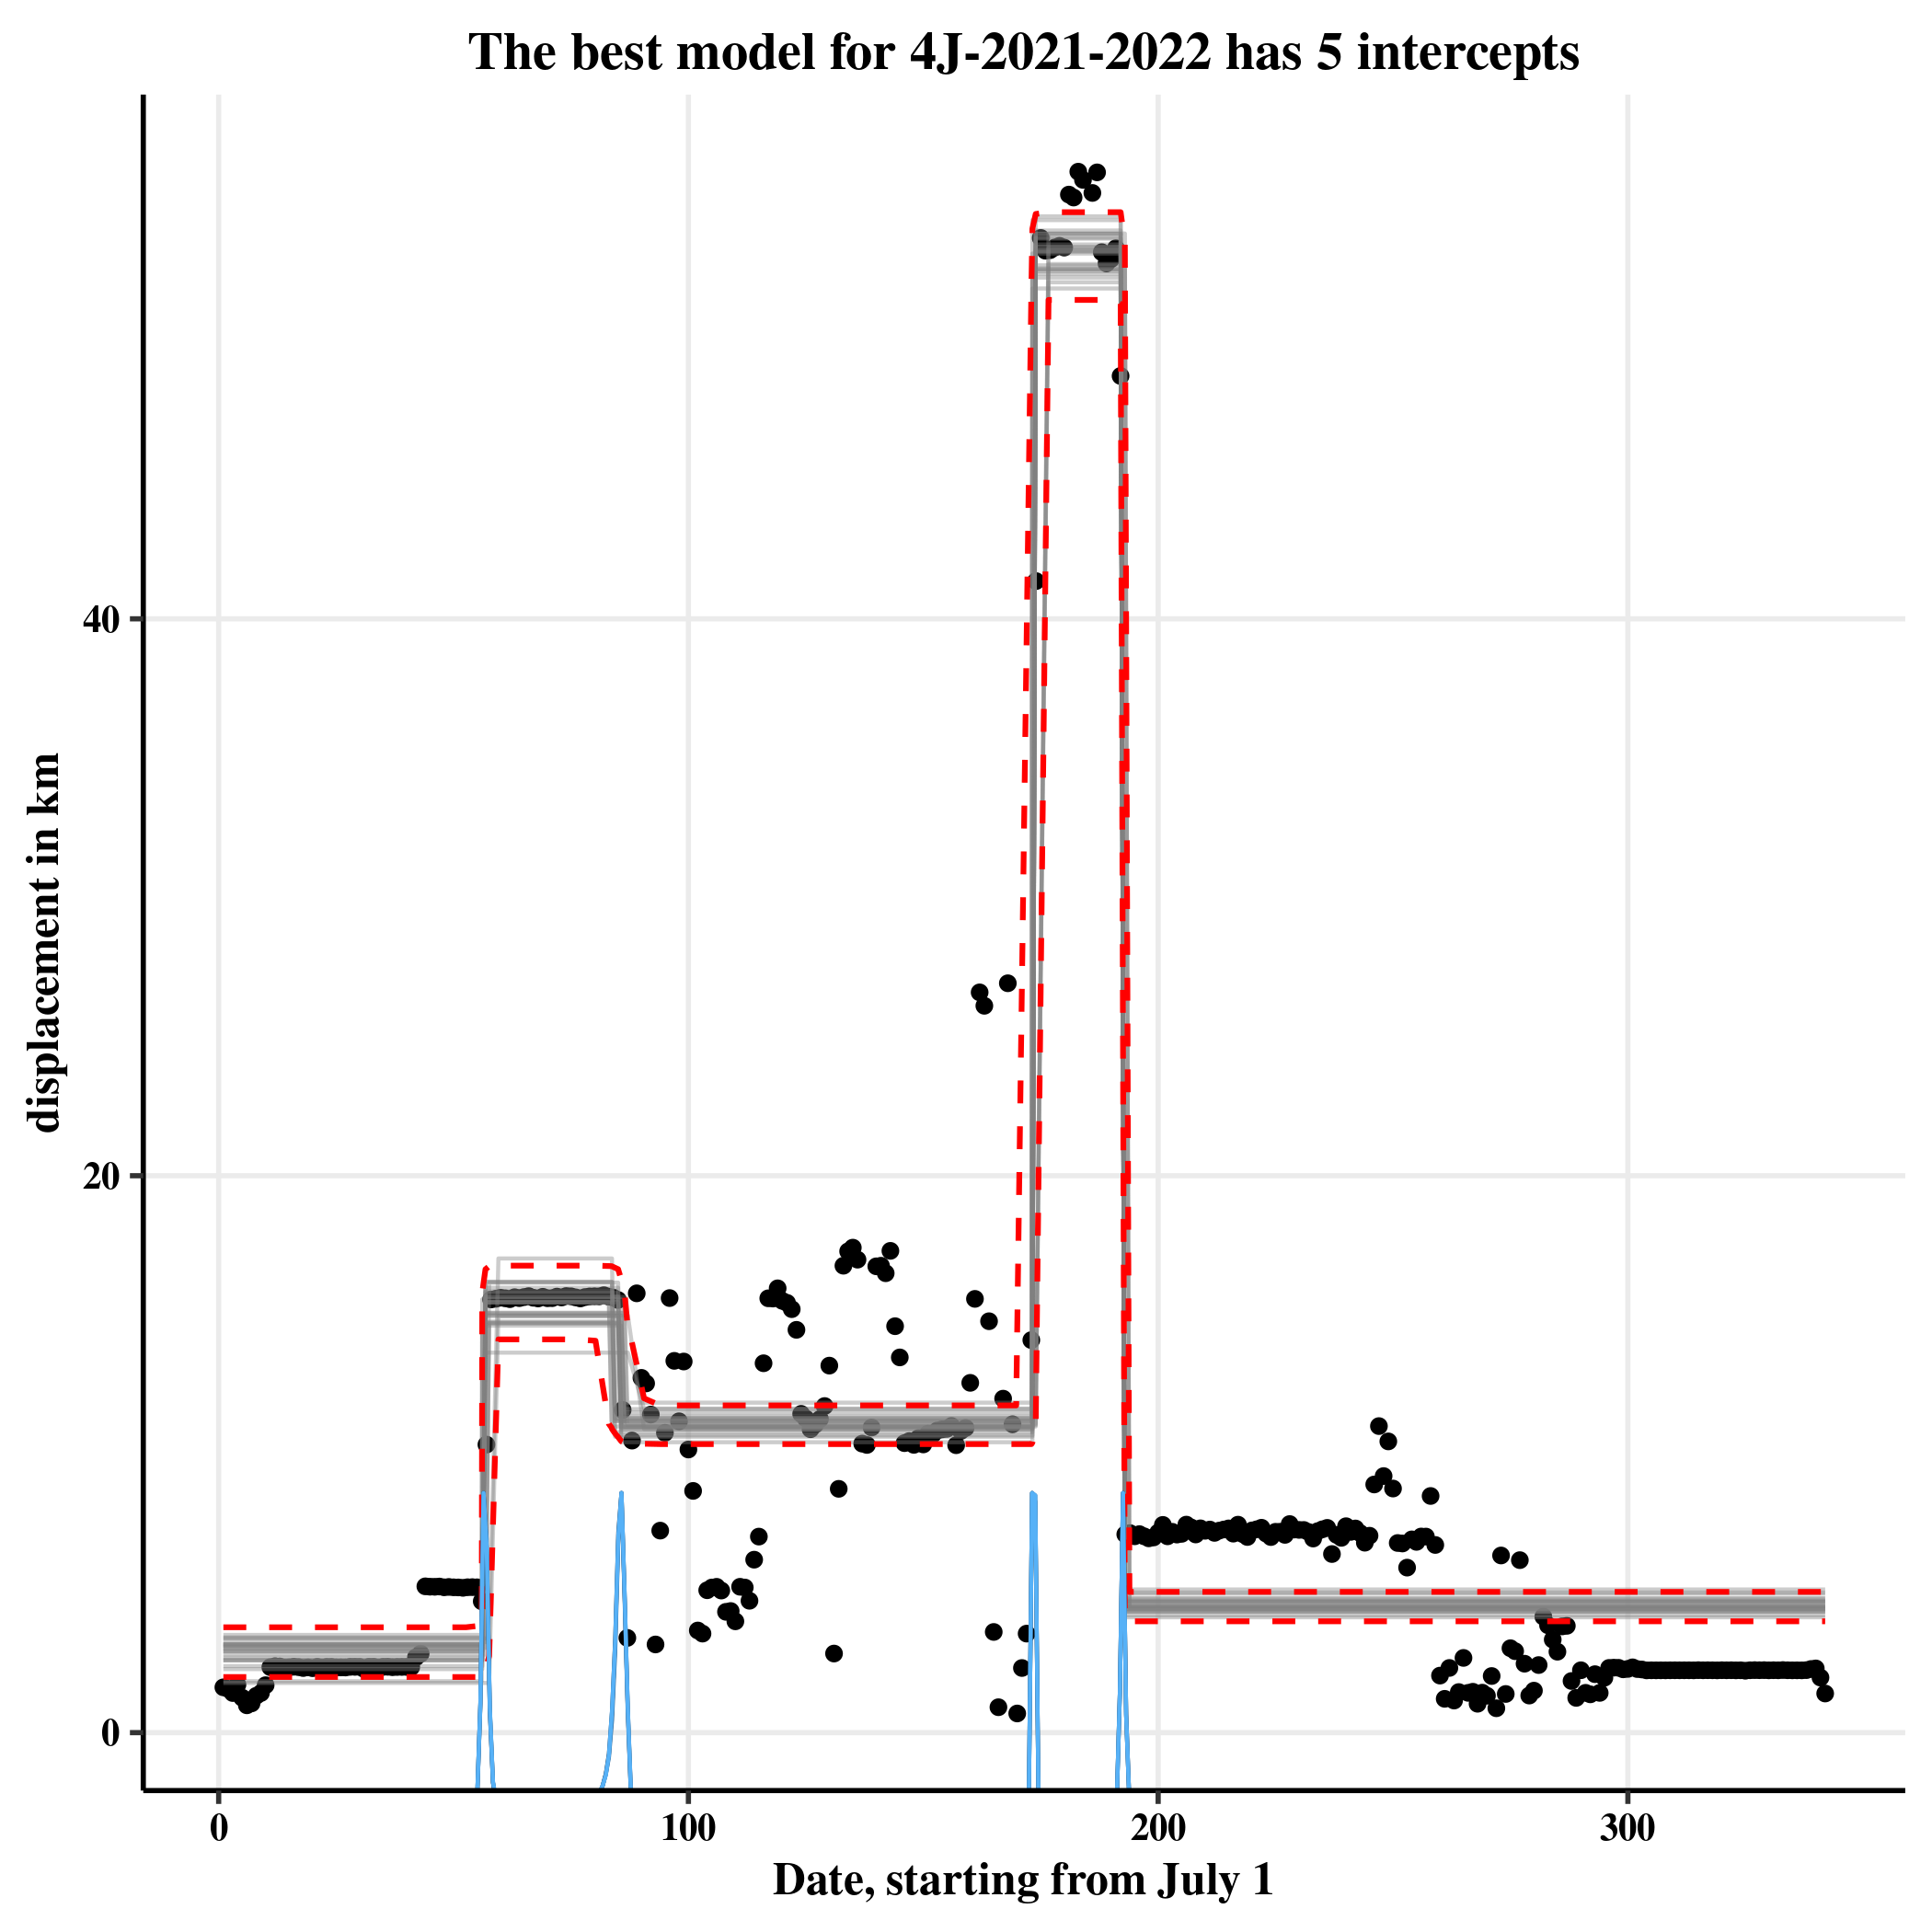 The best model for 4J-2021-2022 has 5 intercepts
displacement in km
40
20
0
0 100 200 300
Date, starting from July 1